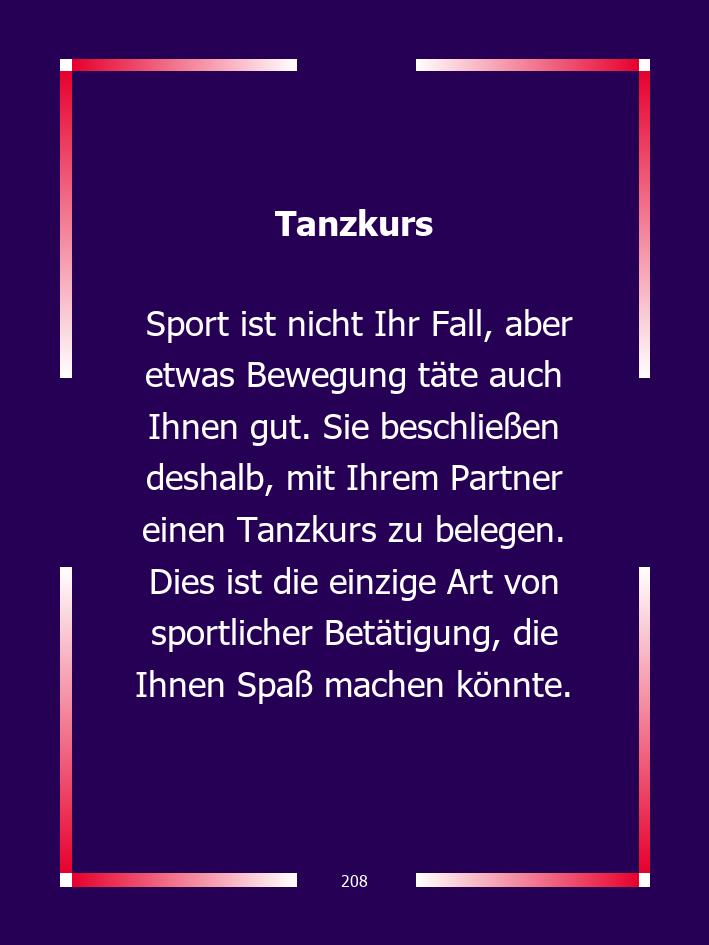 Tanzkurs
Sport ist nicht Ihr Fall, aber
etwas Bewegung täte auch
Ihnen gut. Sie beschließen
deshalb, mit Ihrem Partner
einen Tanzkurs zu belegen.
Dies ist die einzige Art von
sportlicher Betätigung, die
Ihnen Spaß machen könnte.
208